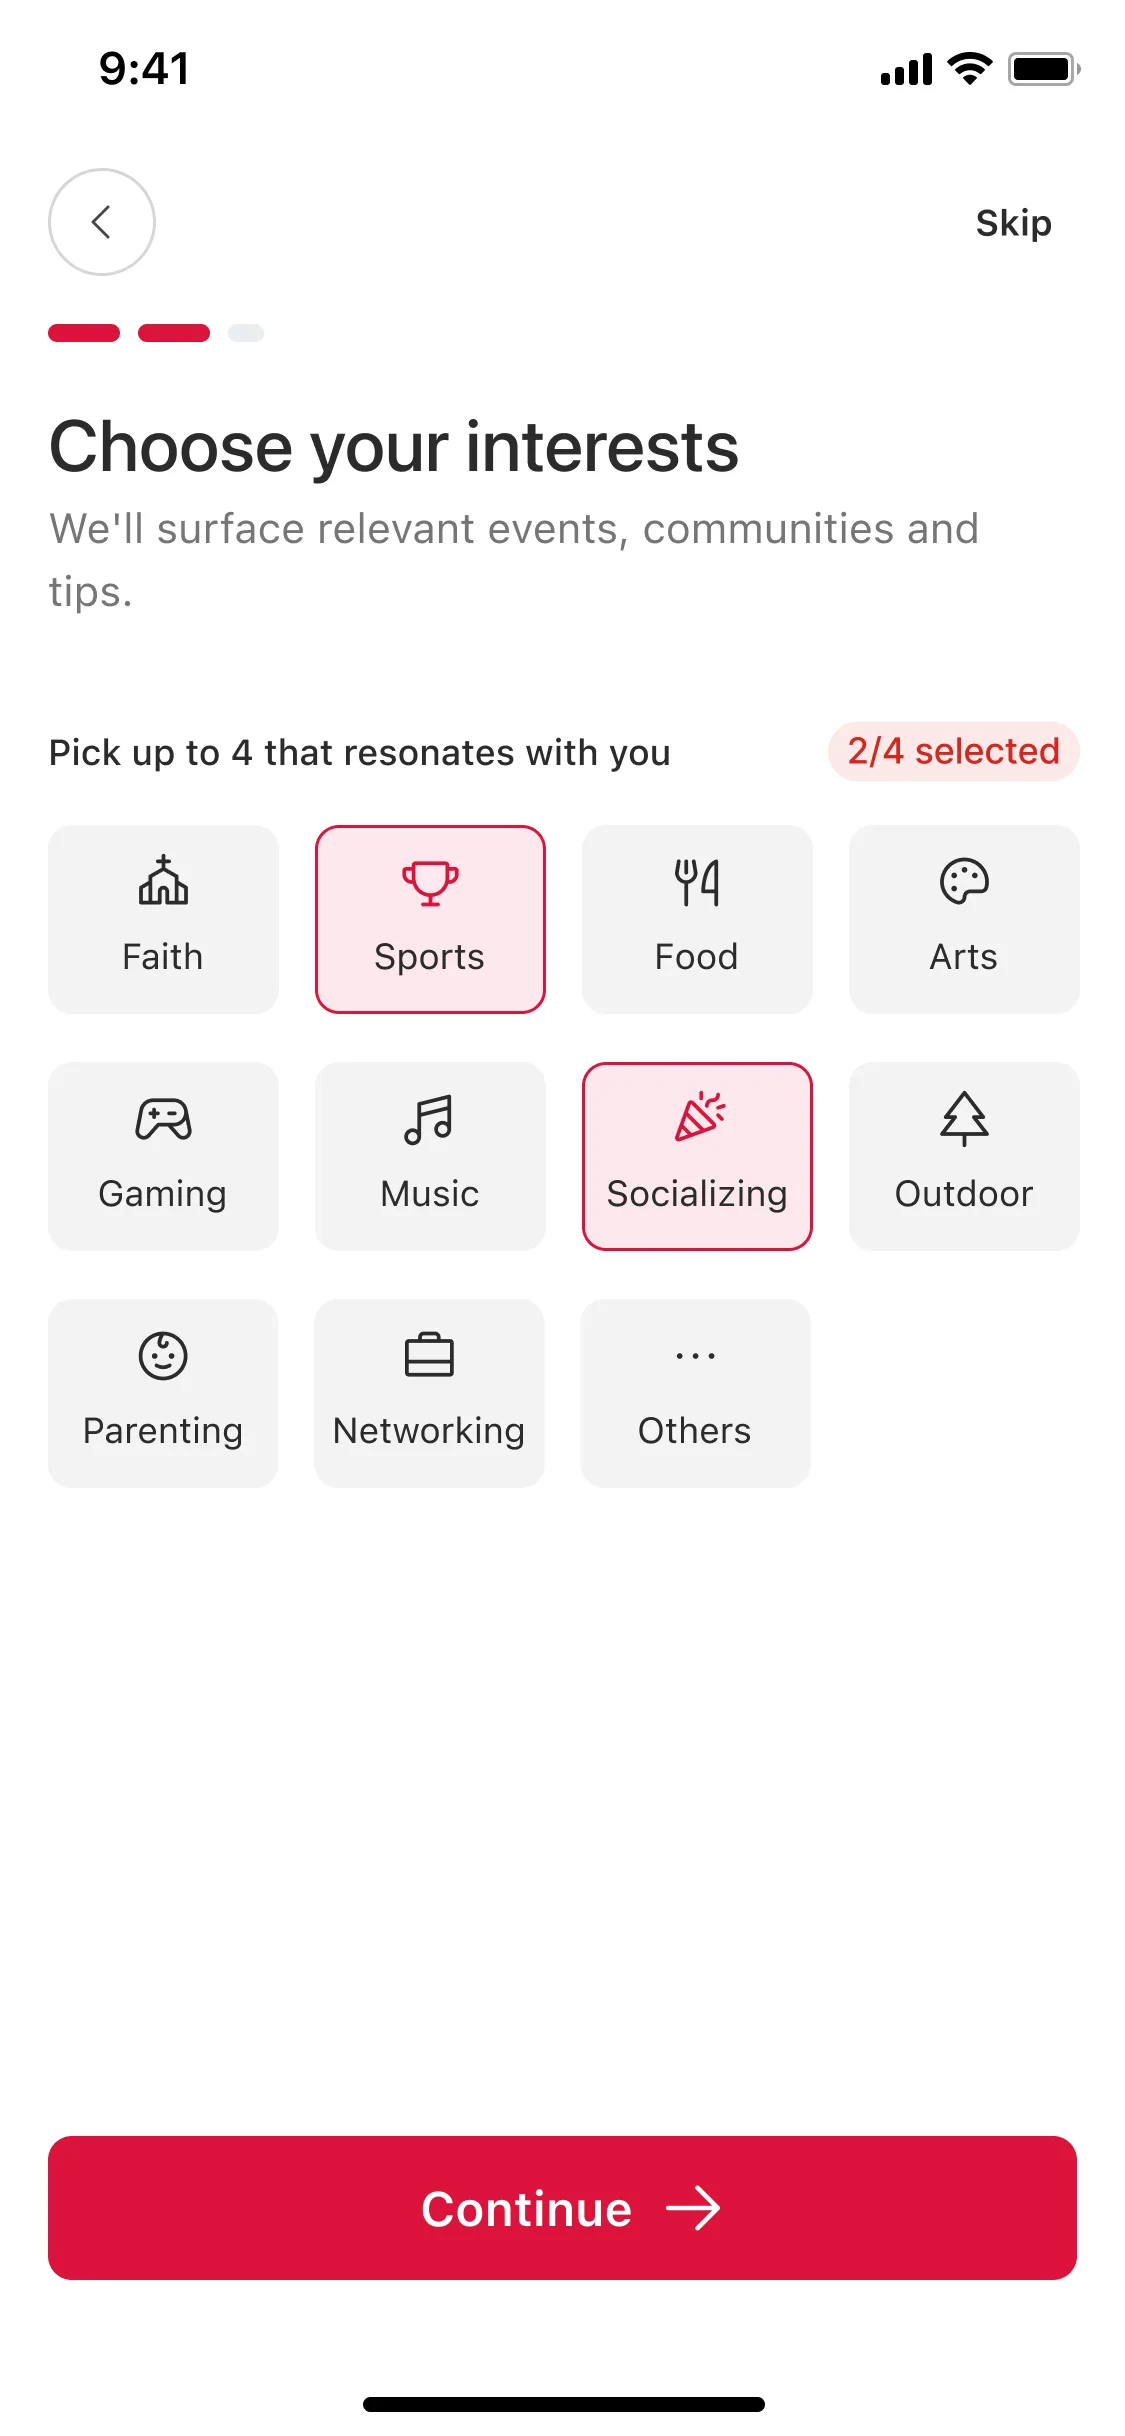 9:41
Skip
Choose your interests
We'll surface relevant events, communities and
tips.
Pick up to 4 that resonates with you
2/4 selected
Faith
Sports
Food
Arts
Gaming
Music
Socializing
Outdoor
Parenting
Networking
Others
Continue